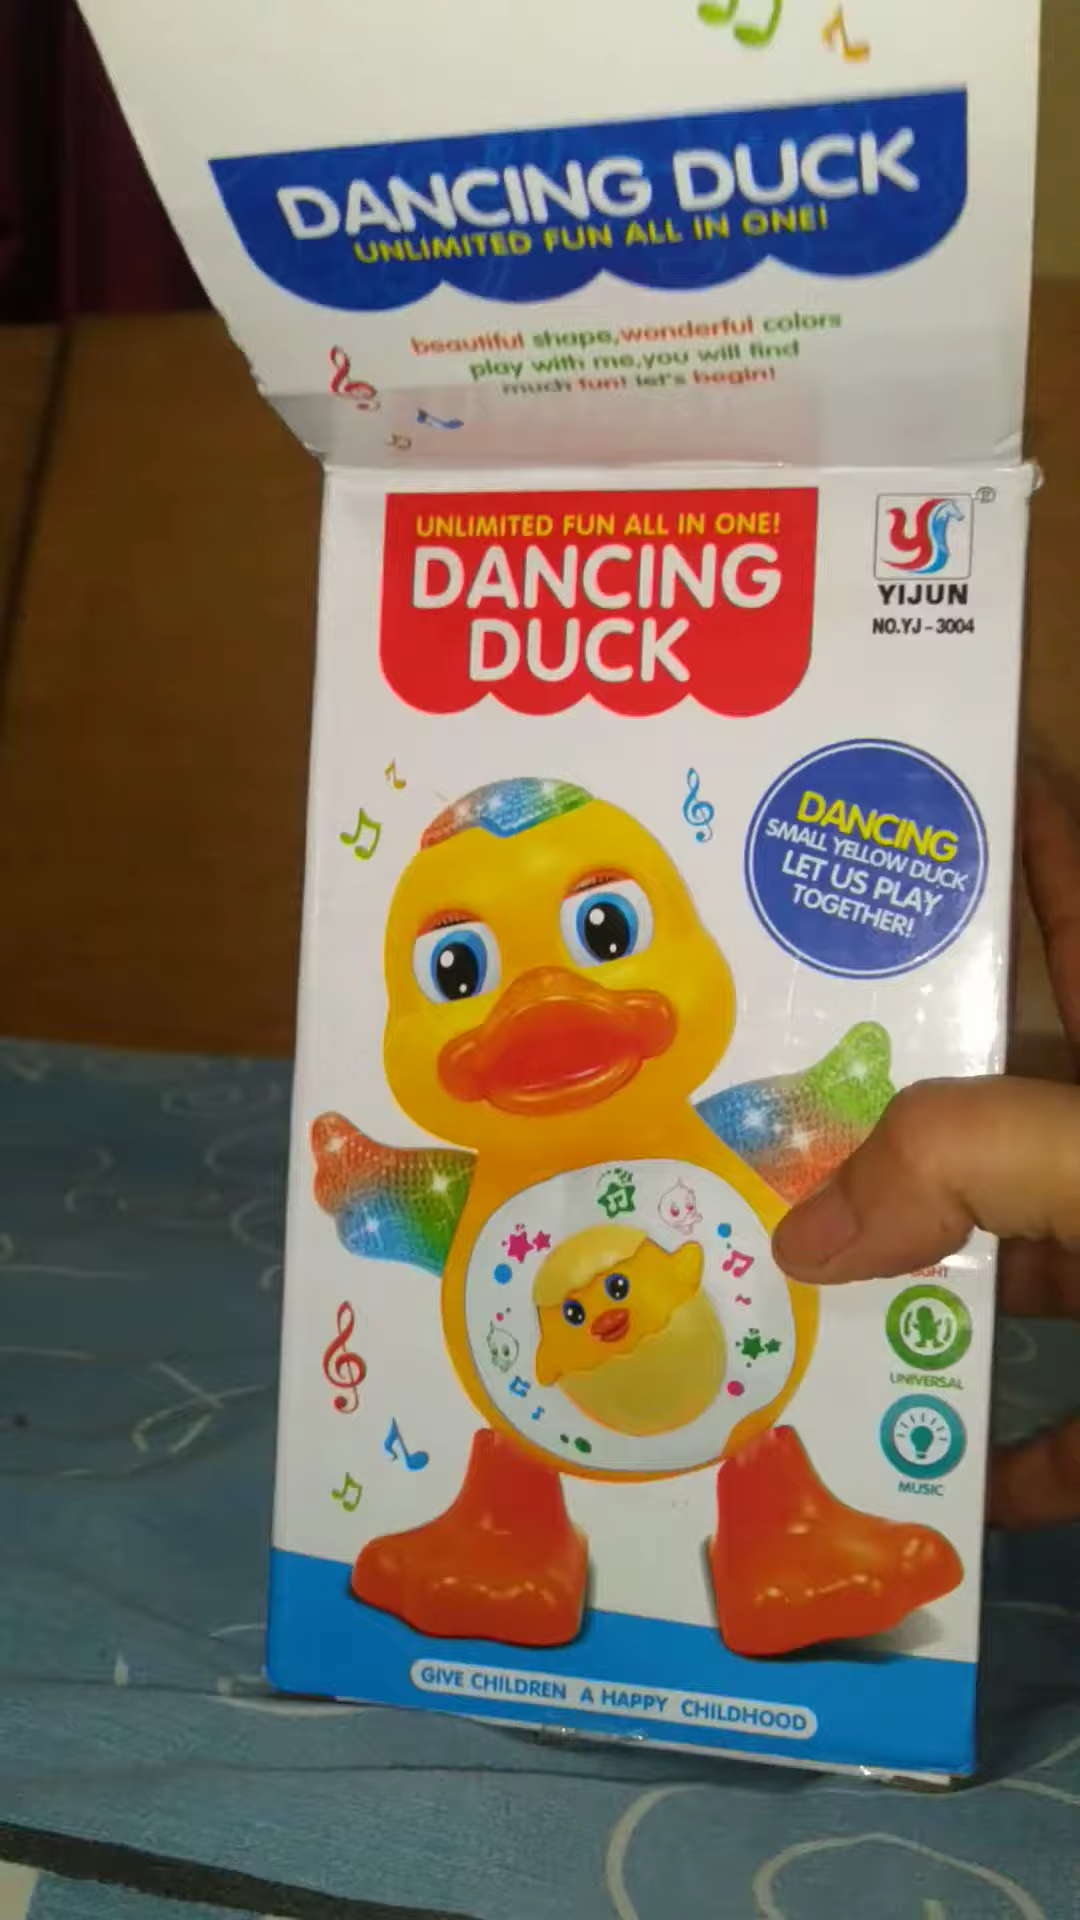 DANCING DUCK
UNLIMITED FUN ALL IN ONE!
beautiful shape,wonderful colors
play with me,you will find
much fun! let's begin!
UNLIMITED FUN ALL IN ONE!
DANCING
DUCK
YS
®
YIJUN
NO.YJ-3004
DANCING
SMALL YELLOW DUCK
LET US PLAY
TOGETHER!
UNIVERSAL
MUSIC
GIVE CHILDREN A HAPPY CHILDHOOD